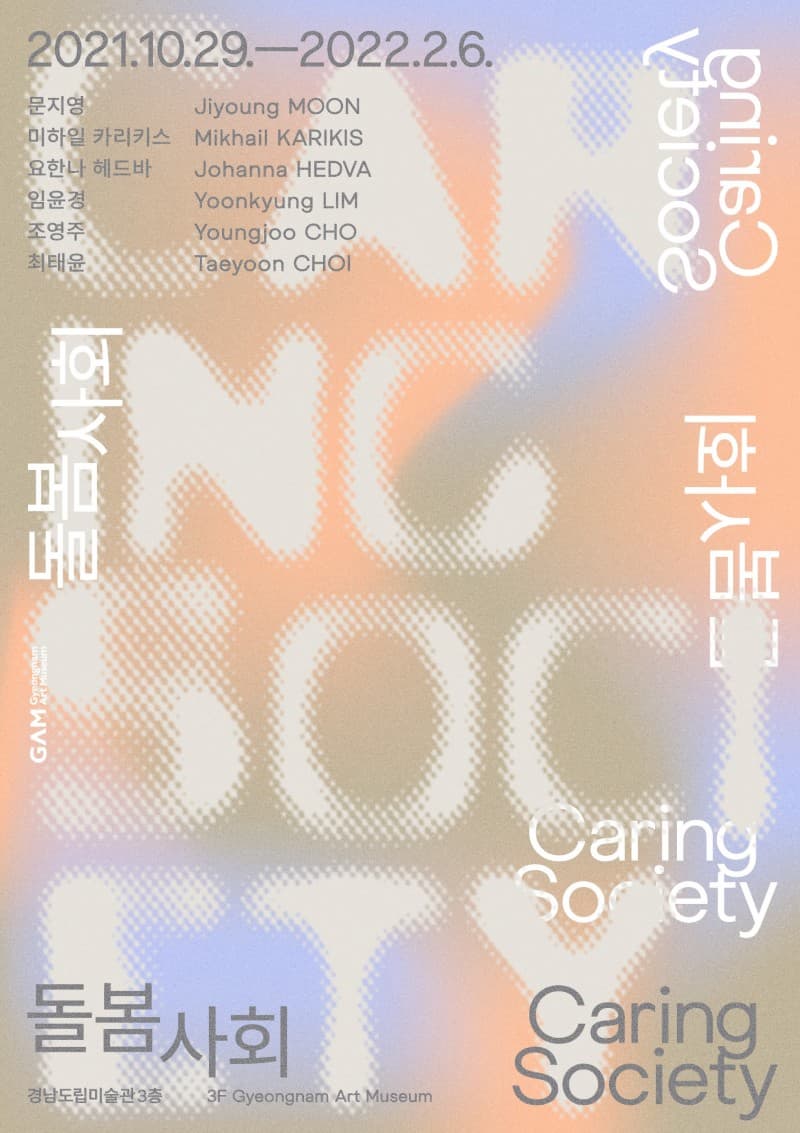 2021.10.29.—2022.2.6.
문지영 Jiyoung MOON
미하일 카리키스 Mikhail KARIKIS
요한나 헤드바 Johanna HEDVA
임윤경 Yoonkyung LIM
조영주 Youngjoo CHO
최태윤 Taeyoon CHOI
Caring
Society
CAR
ING
SOCI
ETY
돌봄사회
돌봄사회
GAM Gyeongnam
Art Museum
Caring
Society
돌봄사회
경남도립미술관3층 3F Gyeongnam Art Museum
Caring
Society